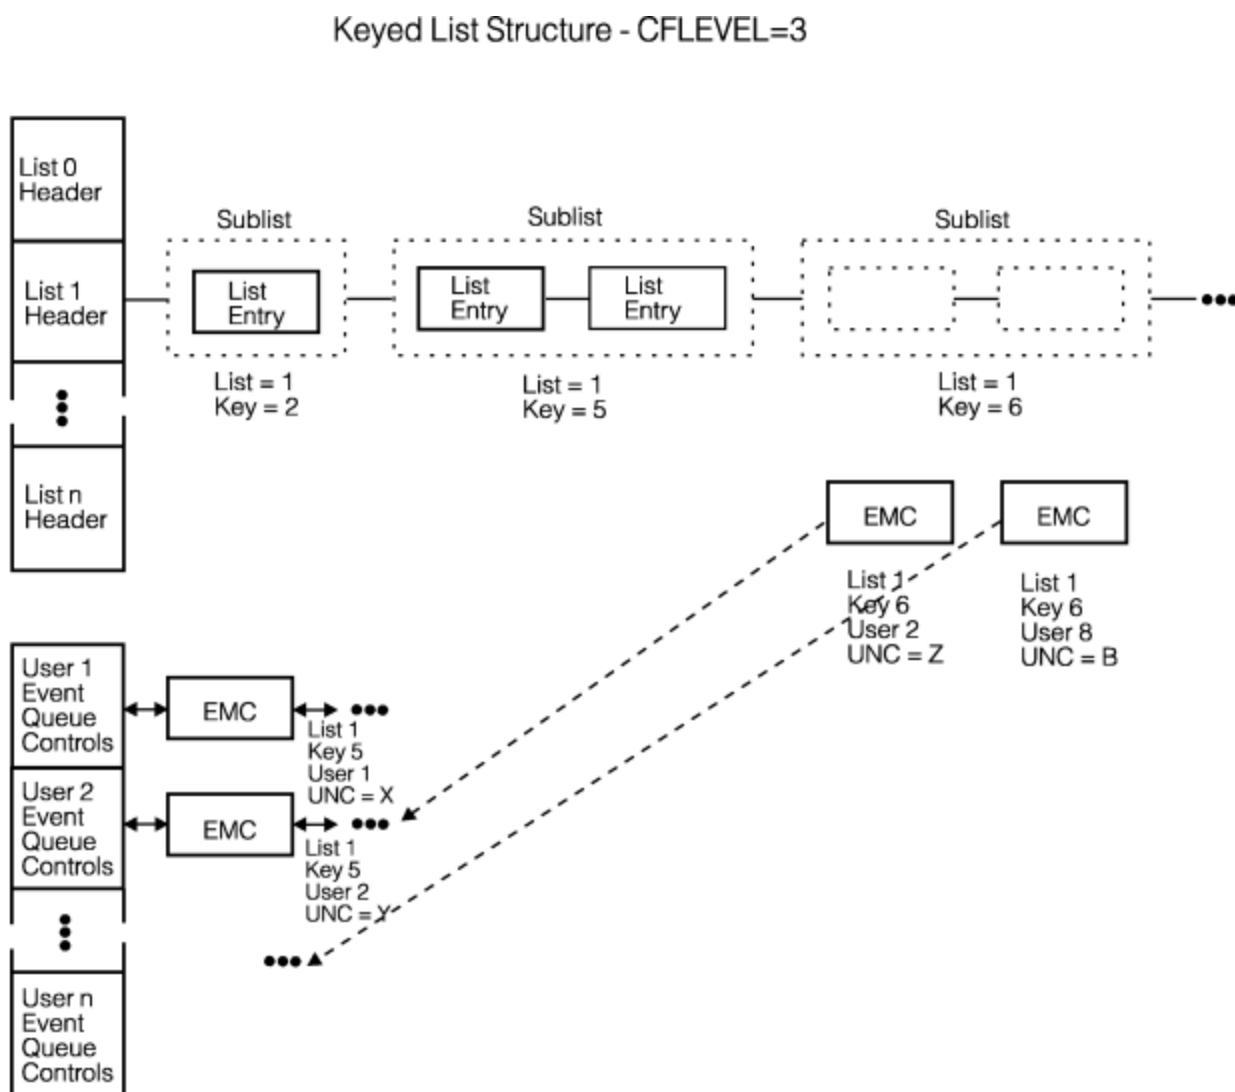 Keyed List Structure - CFLEVEL=3
List 0
Header
List 1
Header
List n
Header
Sublist
List
Entry
List = 1
Key = 2
Sublist
List
Entry
List
Entry
List = 1
Key = 5
Sublist
List = 1
Key = 6
EMC
List 1
Key 6
User 2
UNC = Z
EMC
List 1
Key 6
User 8
UNC = B
User 1
Event
Queue
Controls
EMC
List 1
Key 5
User 1
UNC = X
User 2
Event
Queue
Controls
EMC
List 1
Key 5
User 2
UNC = Y
User n
Event
Queue
Controls